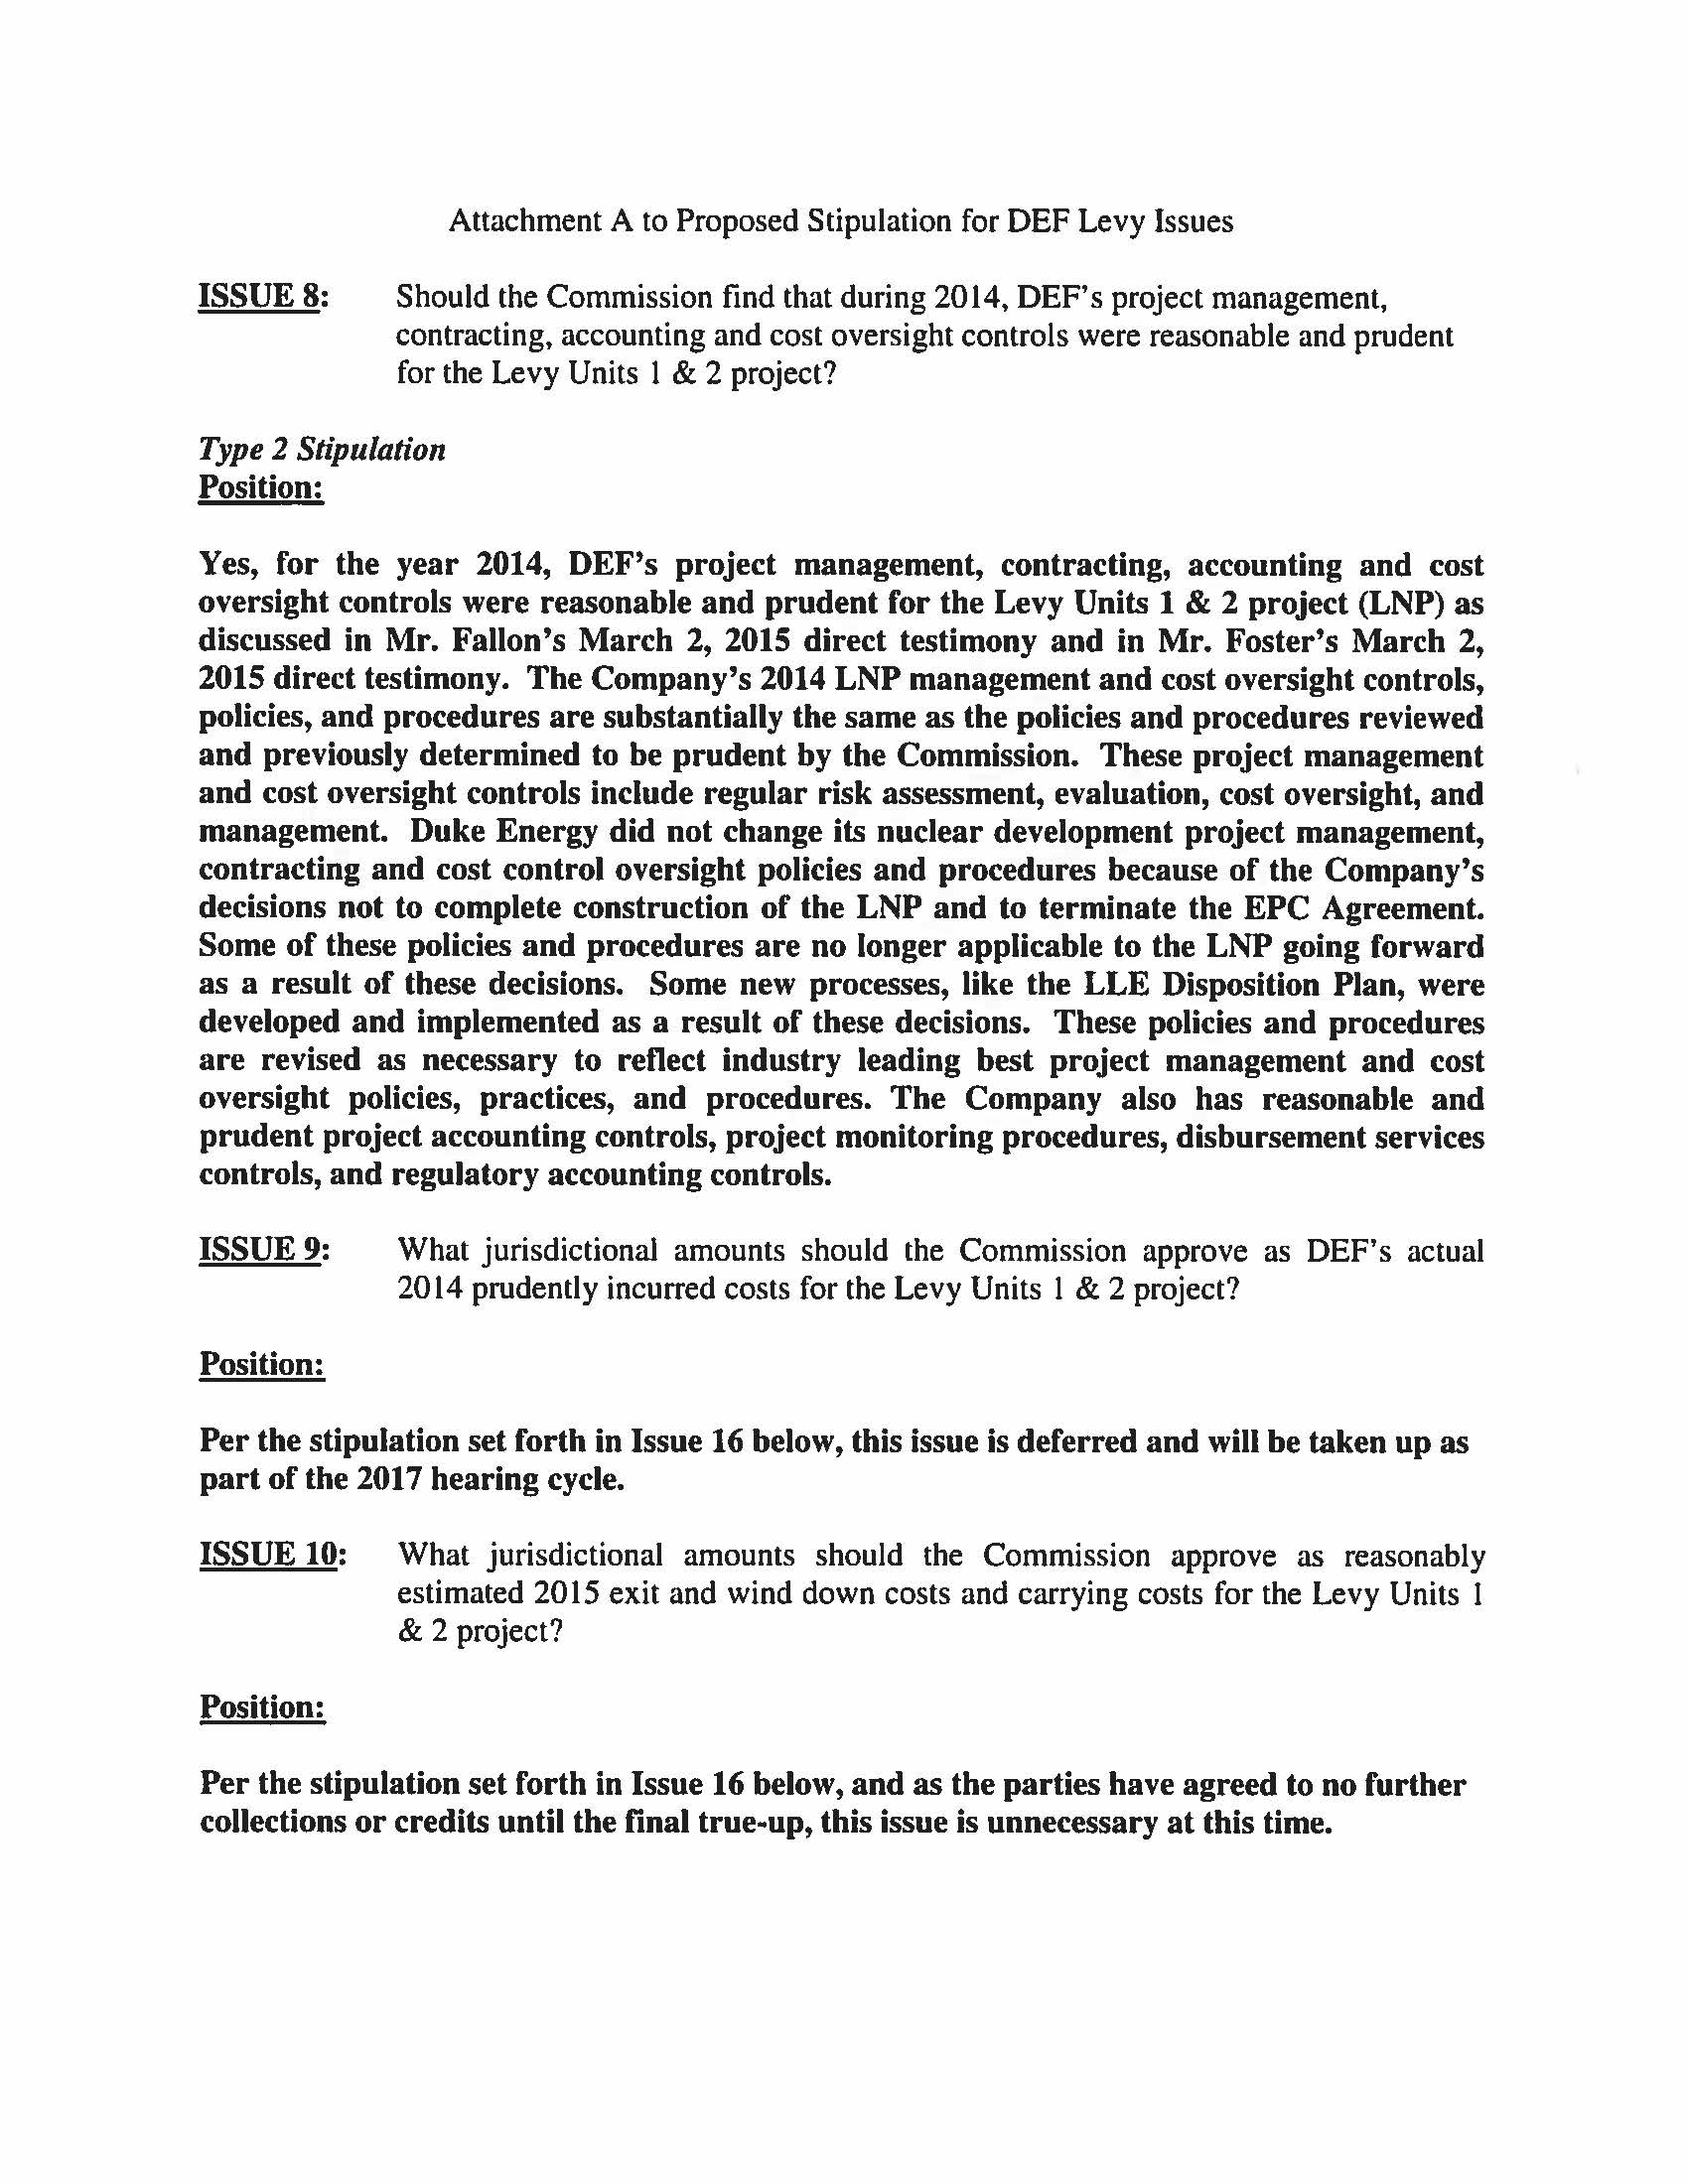 Attachment A to Proposed Stipulation for DEF Levy Issues
ISSUE 8: Should the Commission find that during 2014, DEF's project management,
contracting, accounting and cost oversight controls were reasonable and prudent
for the Levy Units 1 & 2 project?
Type 2 Stipulation
Position:
Yes, for the year 2014, DEF's project management, contracting, accounting and cost
oversight controls were reasonable and prudent for the Levy Units 1 & 2 project (LNP) as
discussed in Mr. Fallon's March 2, 2015 direct testimony and in Mr. Foster's March 2,
2015 direct testimony. The Company's 2014 LNP management and cost oversight controls,
policies, and procedures are substantially the same as the policies and procedures reviewed
and previously determined to be prudent by the Commission. These project management
and cost oversight controls include regular risk assessment, evaluation, cost oversight, and
management. Duke Energy did not change its nuclear development project management,
contracting and cost control oversight policies and procedures because of the Company's
decisions not to complete construction of the LNP and to terminate the EPC Agreement.
Some of these policies and procedures are no longer applicable to the LNP going forward
as a result of these decisions. Some new processes, like the LLE Disposition Plan, were
developed and implemented as a result of these decisions. These policies and procedures
are revised as necessary to reflect industry leading best project management and cost
oversight policies, practices, and procedures. The Company also has reasonable and
prudent project accounting controls, project monitoring procedures, disbursement services
controls, and regulatory accounting controls.
ISSUE 9: What jurisdictional amounts should the Commission approve as DEF's actual
2014 prudently incurred costs for the Levy Units 1 & 2 project?
Position:
Per the stipulation set forth in Issue 16 below, this issue is deferred and will be taken up as
part of the 2017 hearing cycle.
ISSUE 10: What jurisdictional amounts should the Commission approve as reasonably
estimated 2015 exit and wind down costs and carrying costs for the Levy Units 1
& 2 project?
Position:
Per the stipulation set forth in Issue 16 below, and as the parties have agreed to no further
collections or credits until the final true-up, this issue is unnecessary at this time.